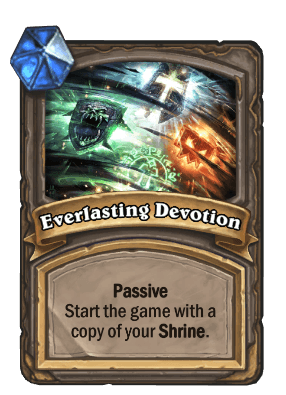 Everlasting Devotion
Passive
Start the game with a
copy of your Shrine.